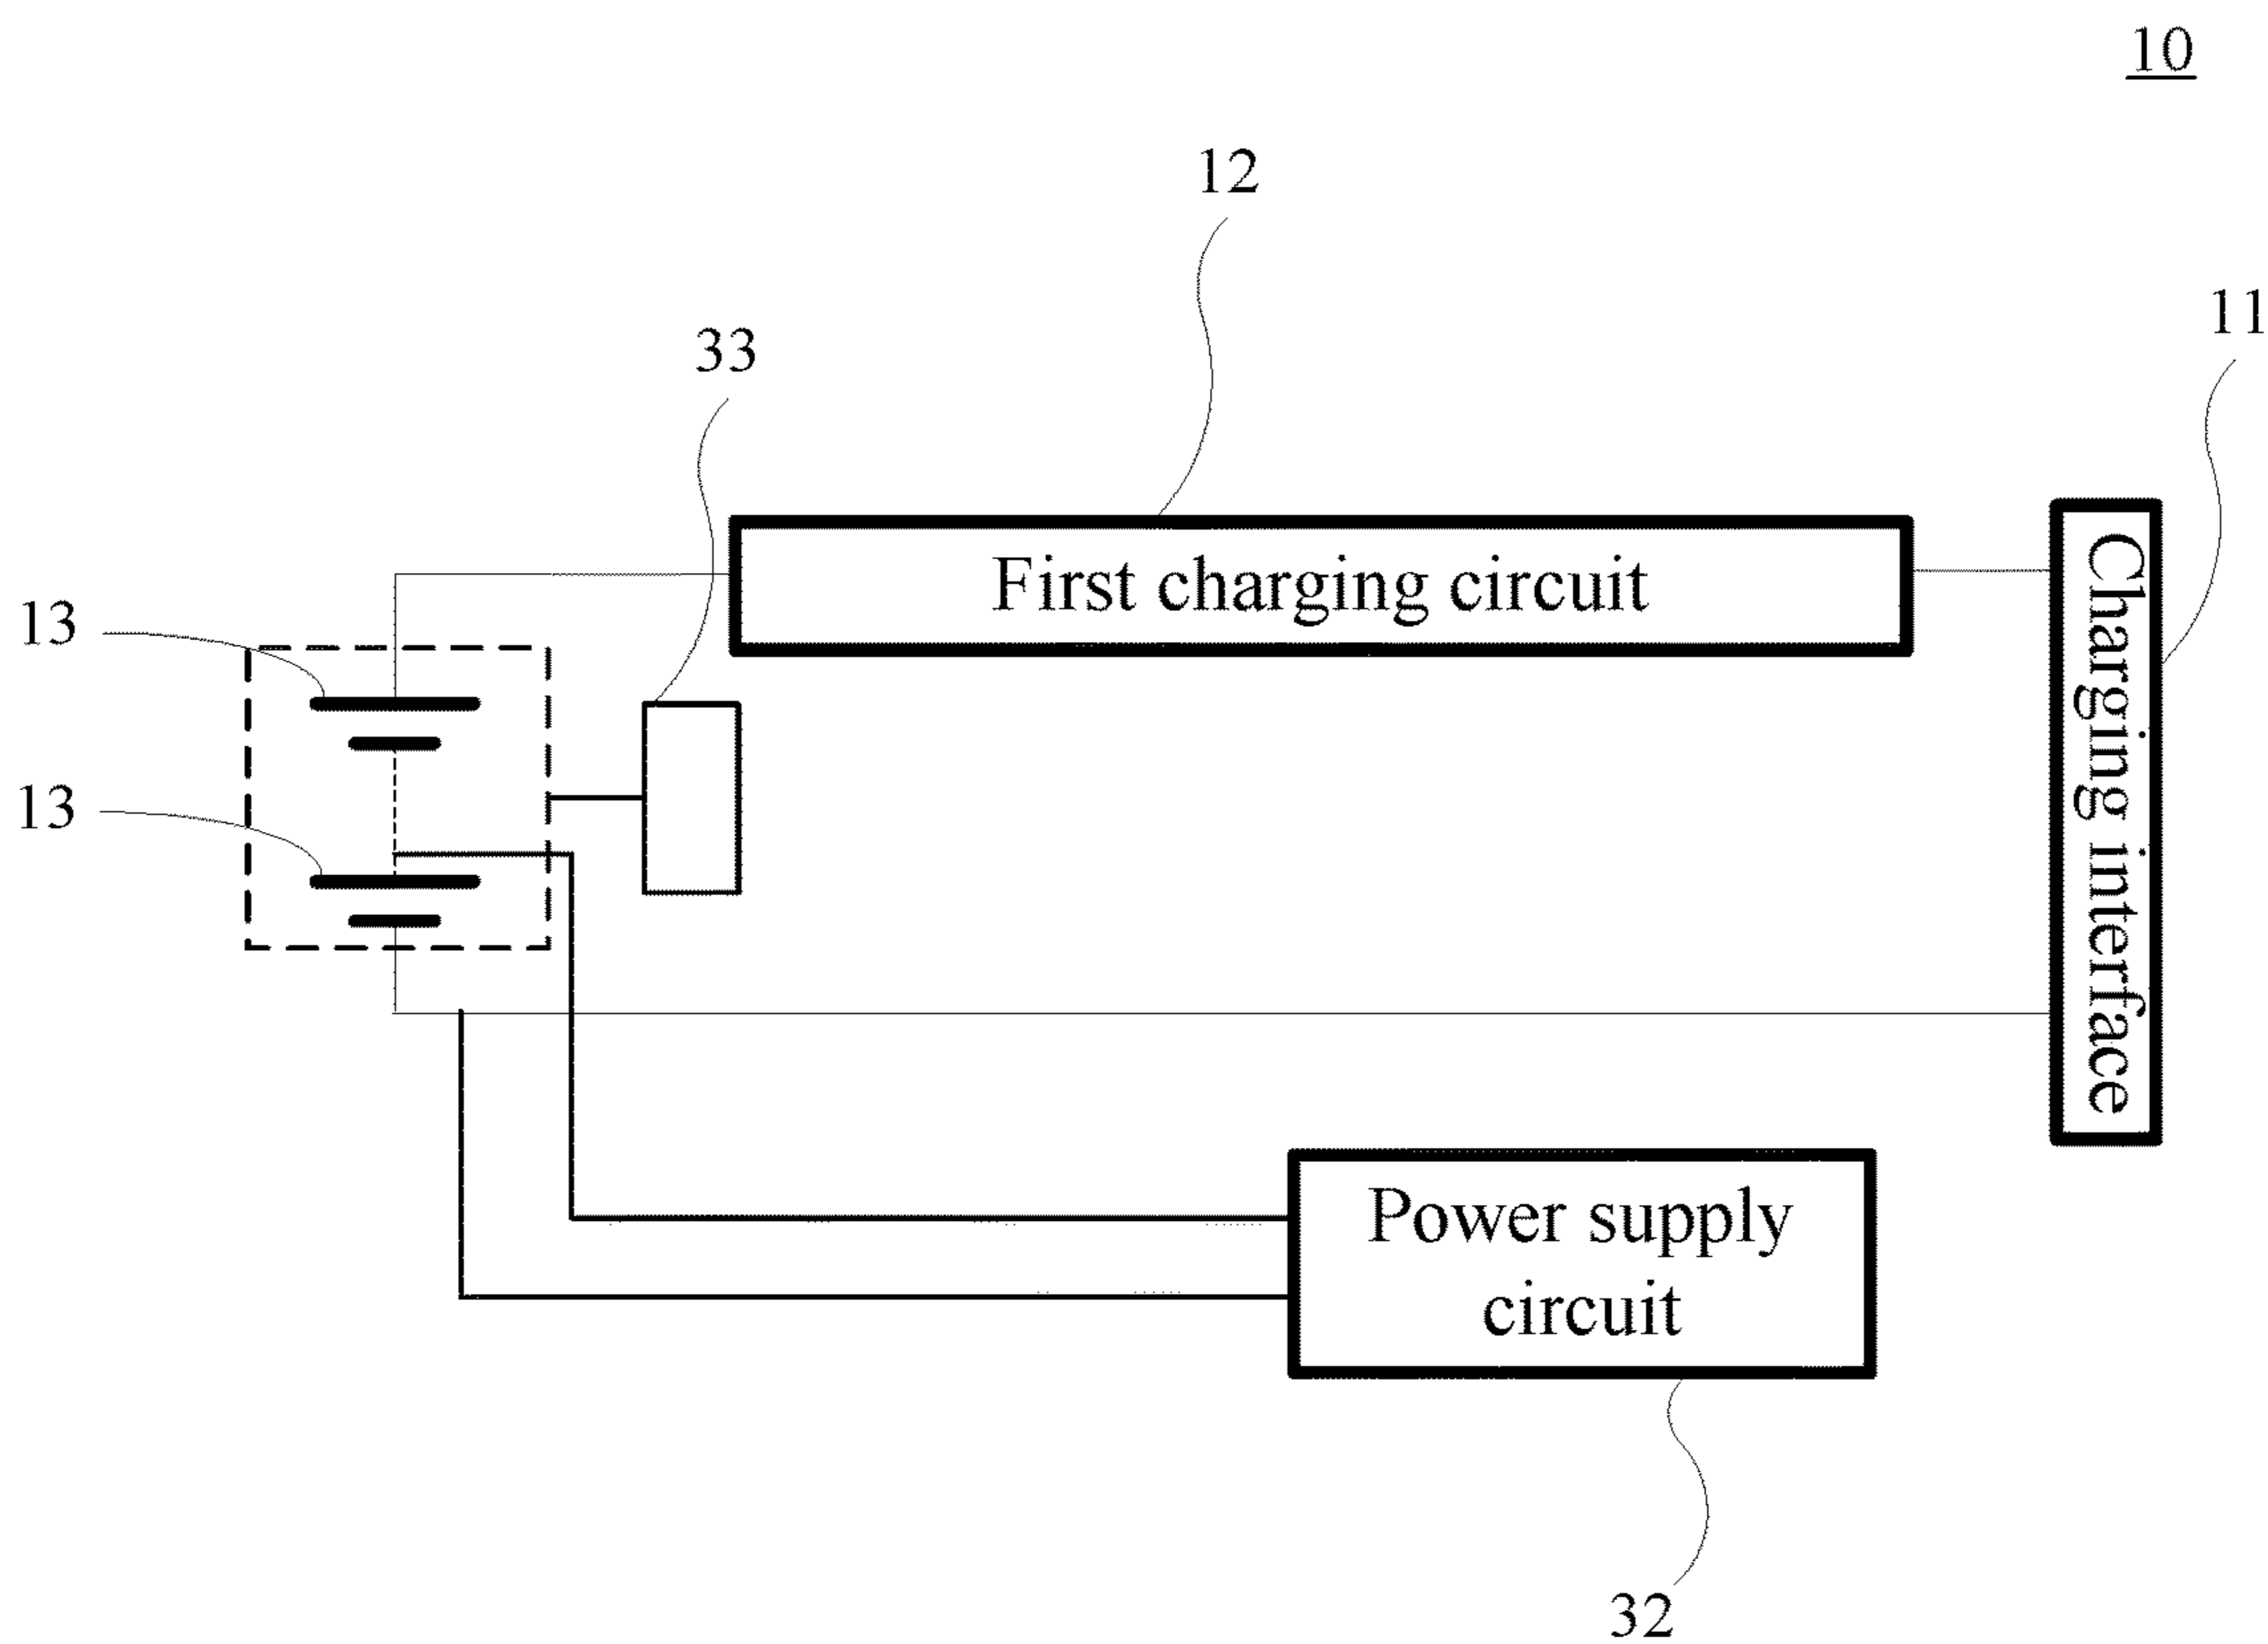 10
12
11
33
First charging circuit
13
13
Charging interface
Power supply
circuit
32